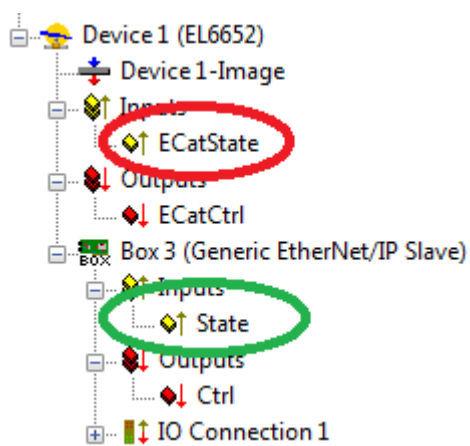 Device 1 (EL6652)
Device 1-Image
Inputs
ECatState
Outputs
ECatCtrl
BOX
Box 3 (Generic EtherNet/IP Slave)
Inputs
State
Outputs
Ctrl
IO Connection 1